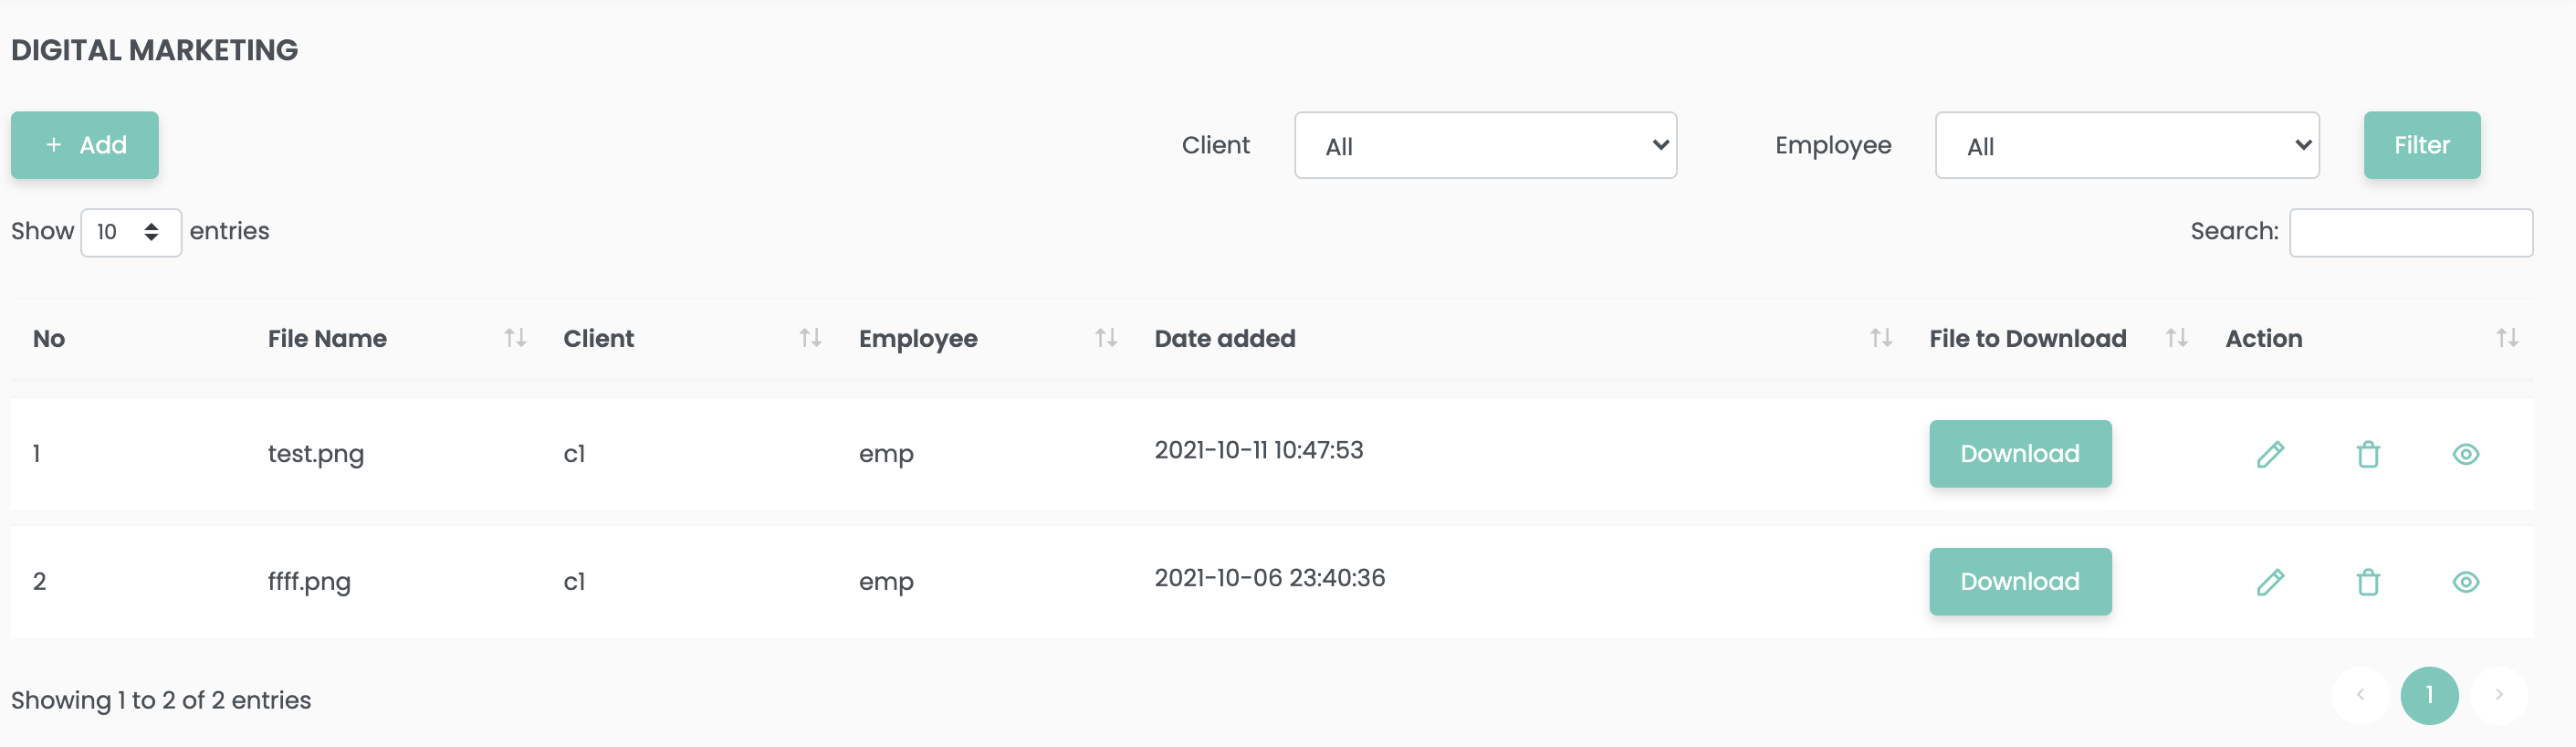 DIGITAL MARKETING
+ Add Client All Employee All Filter
Show 10 entries Search:
No File Name Client Employee Date added File to Download Action
1 test.png c1 emp 2021-10-11 10:47:53 Download
2 ffff.png c1 emp 2021-10-06 23:40:36 Download
Showing 1 to 2 of 2 entries ‹ 1 ›